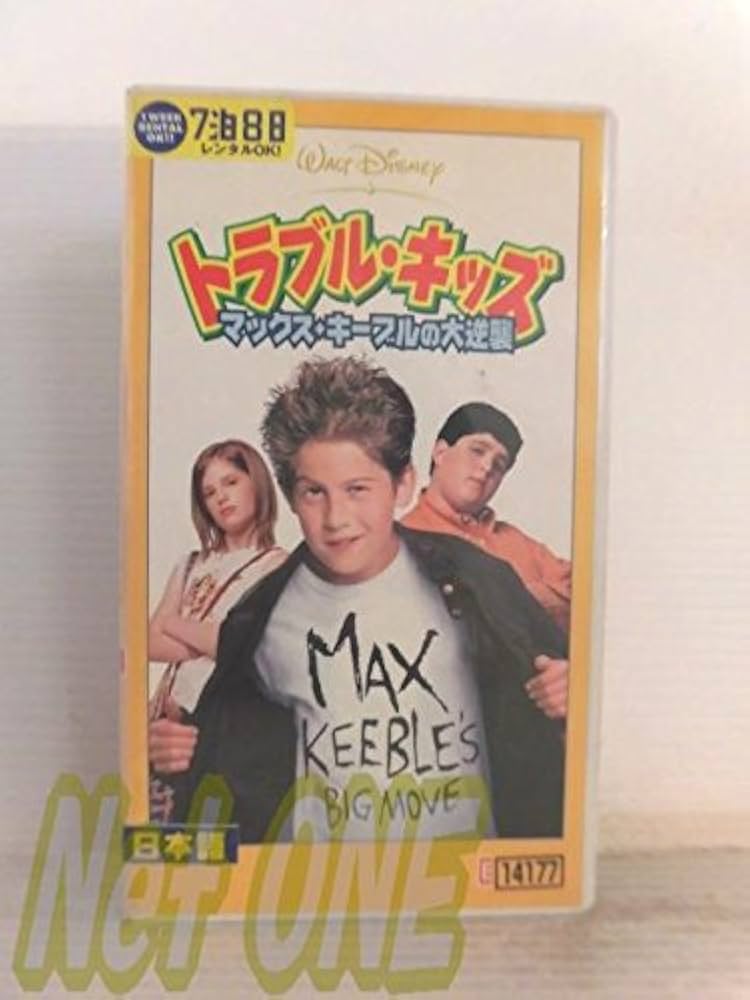 1 WEEK
RENTAL
OK!!
7泊8日
レンタルOK!
WALT DISNEY
トラブル・キッズ
マックス・キーブルの大逆襲
MAX
KEEBLE'S
BIG MOVE
日本語
E 14177
Net ONE